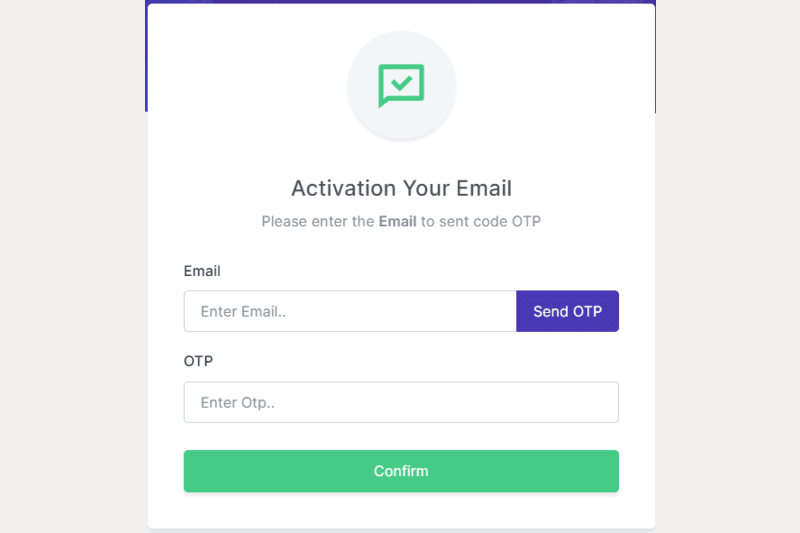 Activation Your Email
Please enter the Email to sent code OTP
Email
Enter Email..
Send OTP
OTP
Enter Otp..
Confirm